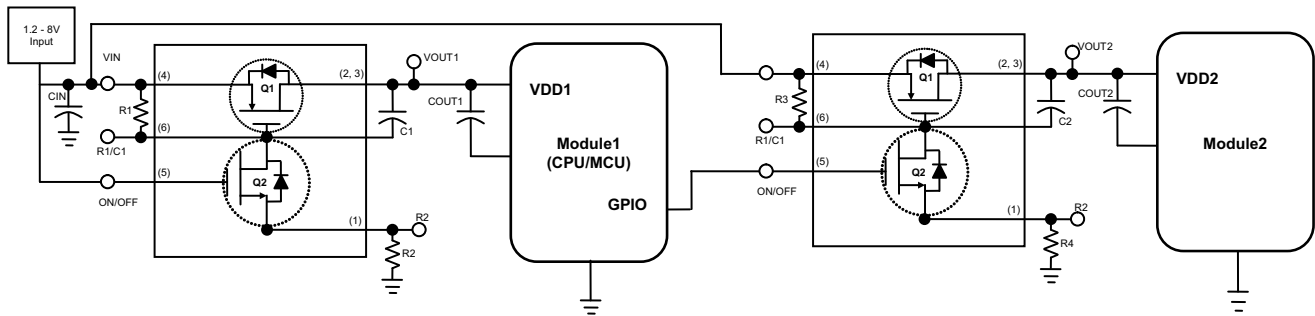 1.2 - 8V
Input
VIN
CIN
R1
R1/C1
ON/OFF
(4)
(6)
(5)
Q1
Q2
(2, 3)
(1)
C1
R2
R2
VOUT1
COUT1
VDD1
Module1
(CPU/MCU)
GPIO
R3
R1/C1
ON/OFF
(4)
(6)
(5)
Q1
Q2
(2, 3)
(1)
C2
R2
R4
VOUT2
COUT2
VDD2
Module2